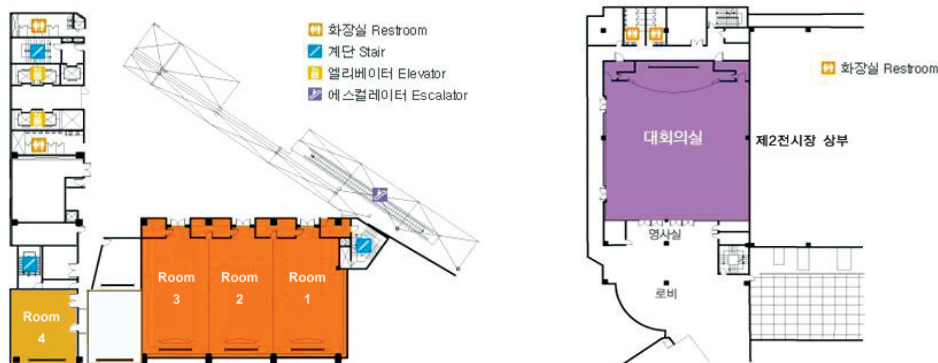 화장실 Restroom
계단 Stair
엘리베이터 Elevator
에스컬레이터 Escalator
Room
3
Room
2
Room
1
Room
4
화장실 Restroom
대회의실
제2전시장 상부
영사실
로비